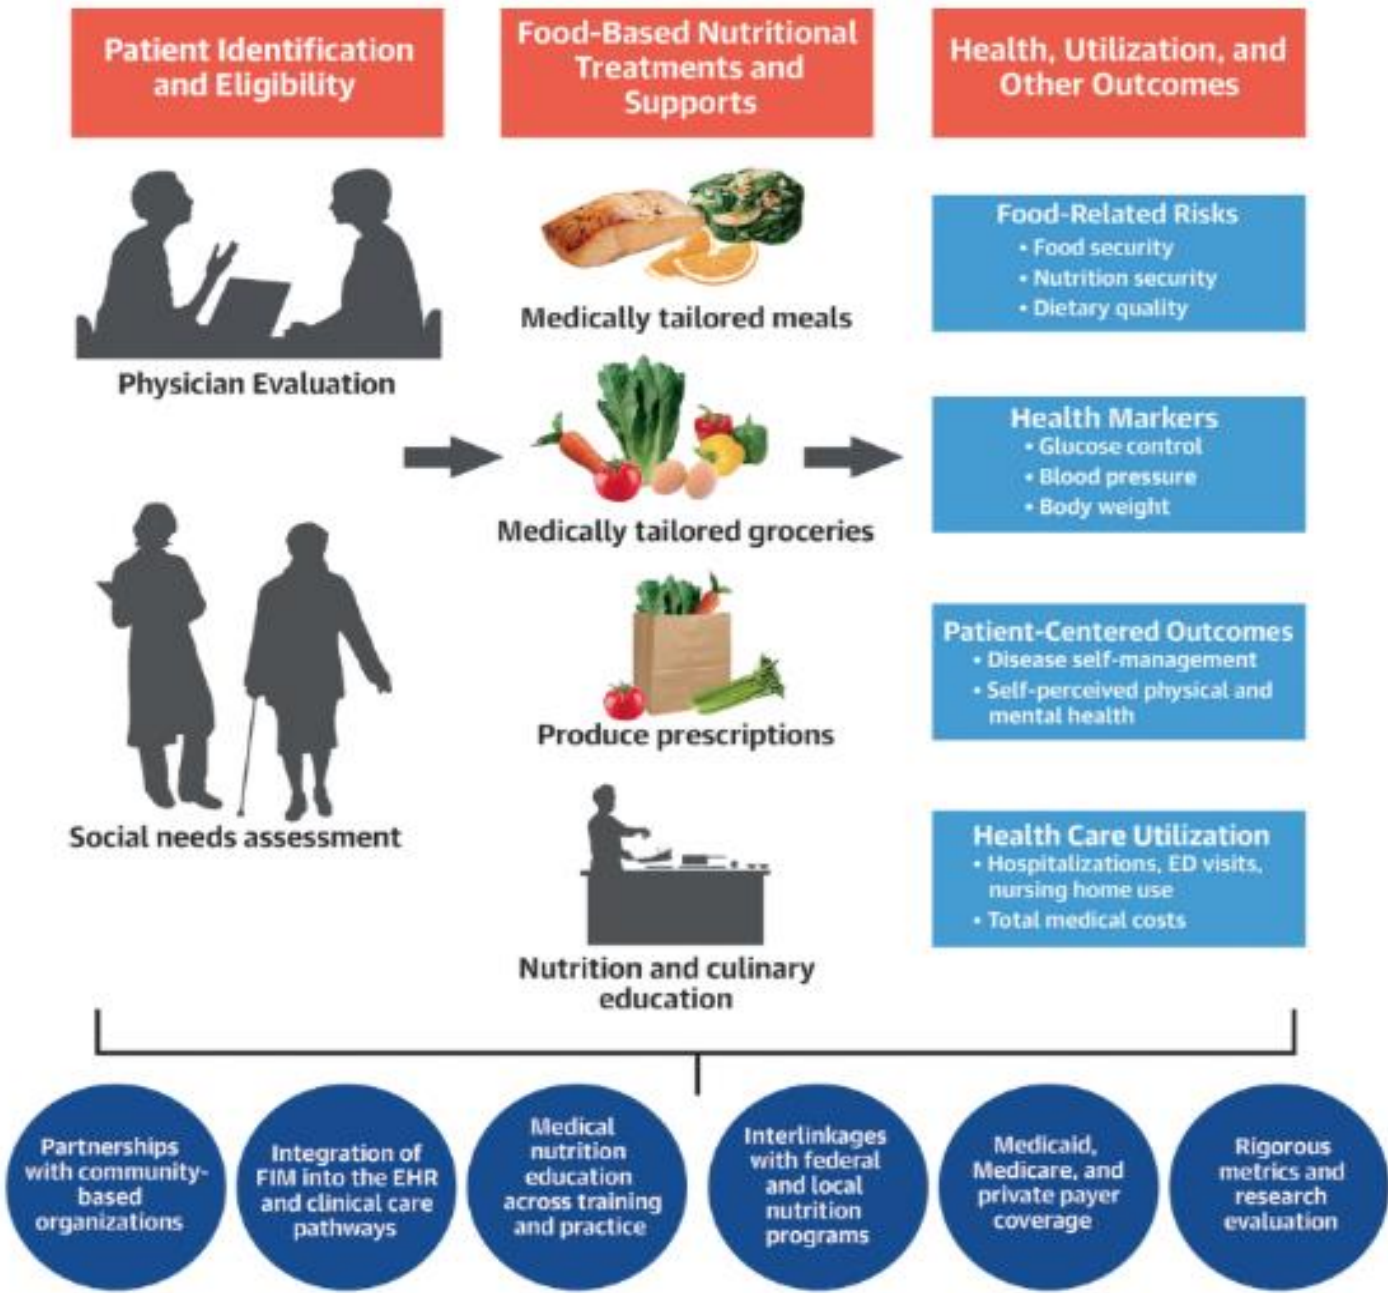 Patient Identification
and Eligibility
Food-Based Nutritional
Treatments and
Supports
Health, Utilization, and
Other Outcomes
Physician Evaluation
Social needs assessment
Medically tailored meals
Medically tailored groceries
Produce prescriptions
Nutrition and culinary
education
Food-Related Risks
• Food security
• Nutrition security
• Dietary quality
Health Markers
• Glucose control
• Blood pressure
• Body weight
Patient-Centered Outcomes
• Disease self-management
• Self-perceived physical and
mental health
Health Care Utilization
• Hospitalizations, ED visits,
nursing home use
• Total medical costs
Partnerships
with community-
based
organizations
Integration of
FIM into the EHR
and clinical care
pathways
Medical
nutrition
education
across training
and practice
Interlinkages
with federal
and local
nutrition
programs
Medicaid,
Medicare, and
private payer
coverage
Rigorous
metrics and
research
evaluation